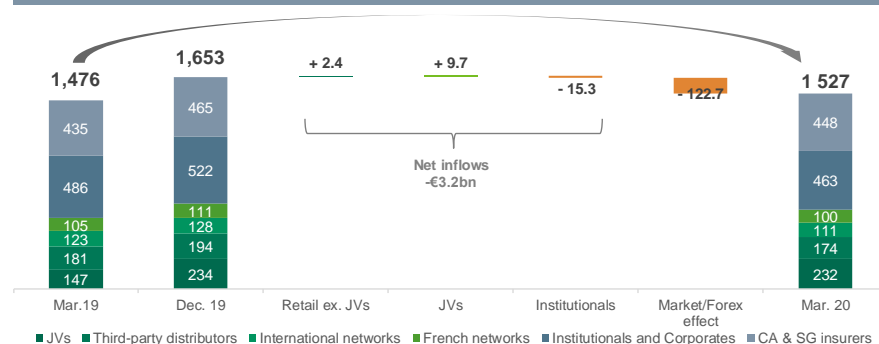 1,476
1,653
+ 2.4
+ 9.7
- 15.3
- 122.7
1 527
435
486
105
123
181
147
465
522
111
128
194
234
Net inflows
-€3.2bn
448
463
100
111
174
232
Mar.19
Dec. 19
Retail ex. JVs
JVs
Institutionals
Market/Forex
effect
Mar. 20
JVs
Third-party distributors
International networks
French networks
Institutionals and Corporates
CA & SG insurers